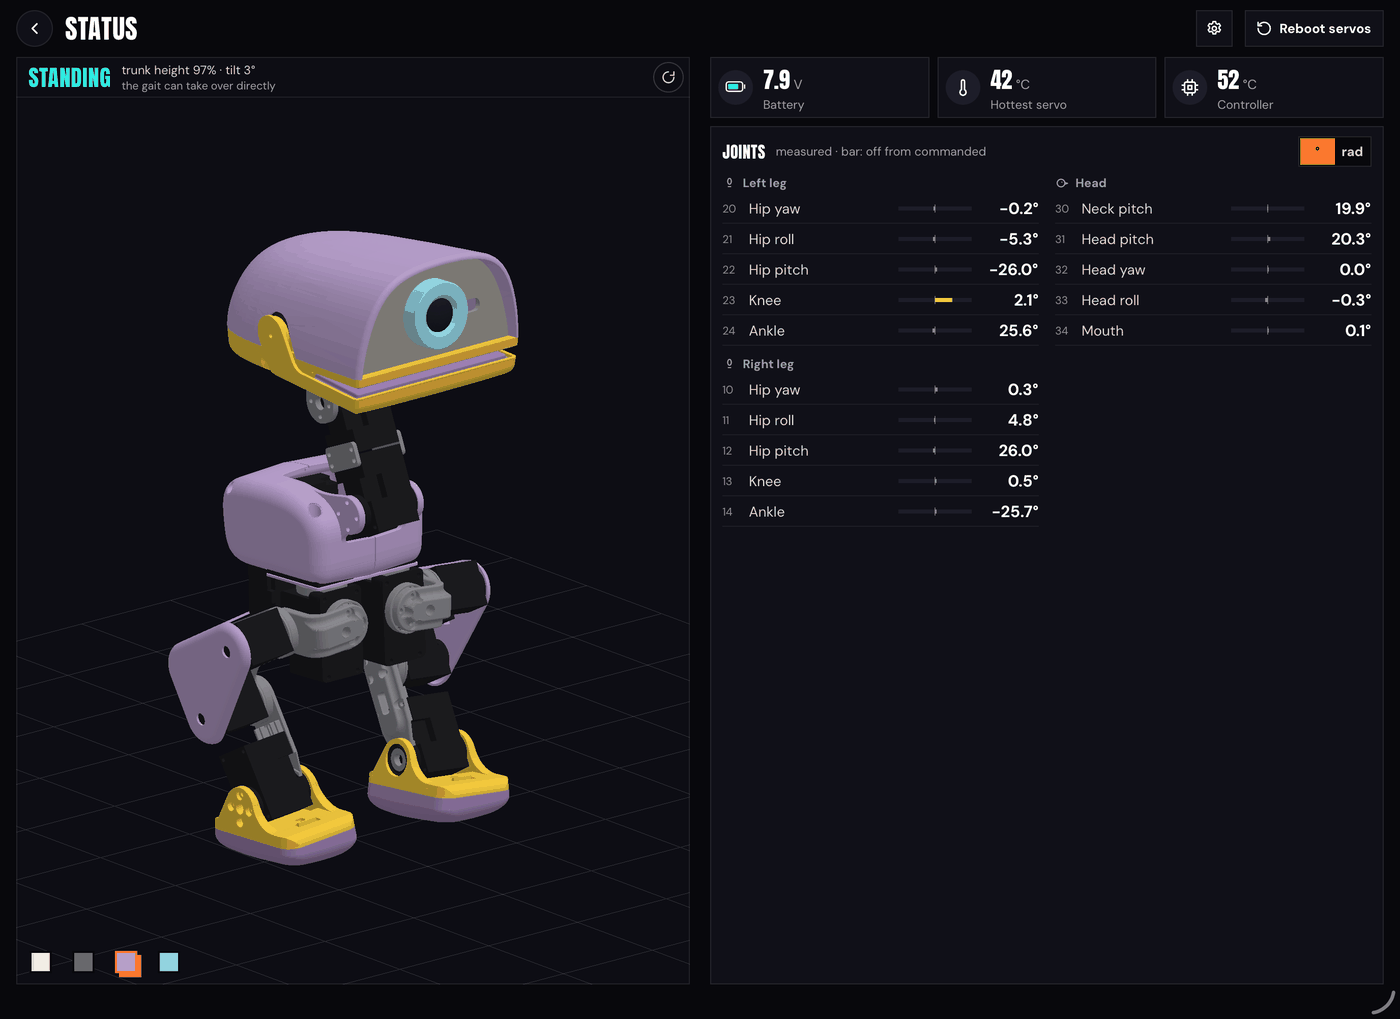 STATUS
Reboot servos
STANDING
trunk height 97% · tilt 3°
the gait can take over directly
7.9 V
Battery
42 °C
Hottest servo
52 °C
Controller
JOINTS measured · bar: off from commanded
° rad
Left leg
20 Hip yaw −0.2°
21 Hip roll −5.3°
22 Hip pitch −26.0°
23 Knee 2.1°
24 Ankle 25.6°
Head
30 Neck pitch 19.9°
31 Head pitch 20.3°
32 Head yaw 0.0°
33 Head roll −0.3°
34 Mouth 0.1°
Right leg
10 Hip yaw 0.3°
11 Hip roll 4.8°
12 Hip pitch 26.0°
13 Knee 0.5°
14 Ankle −25.7°